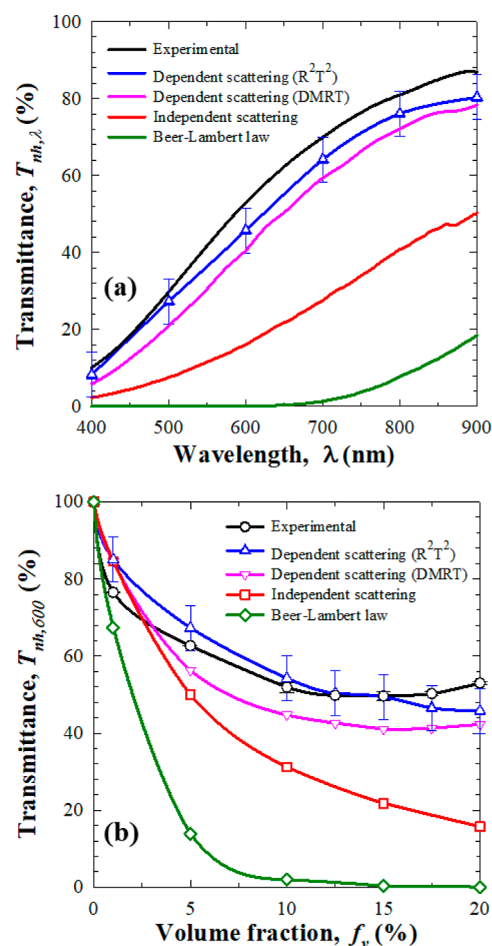 (a)
Transmittance, T_nh,λ (%)
100
80
60
40
20
0
Experimental
Dependent scattering (R²T²)
Dependent scattering (DMRT)
Independent scattering
Beer-Lambert law
400 500 600 700 800 900
Wavelength, λ (nm)
(b)
Transmittance, T_nh,600 (%)
100
80
60
40
20
0
Experimental
Dependent scattering (R²T²)
Dependent scattering (DMRT)
Independent scattering
Beer-Lambert law
0 5 10 15 20
Volume fraction, f_v (%)